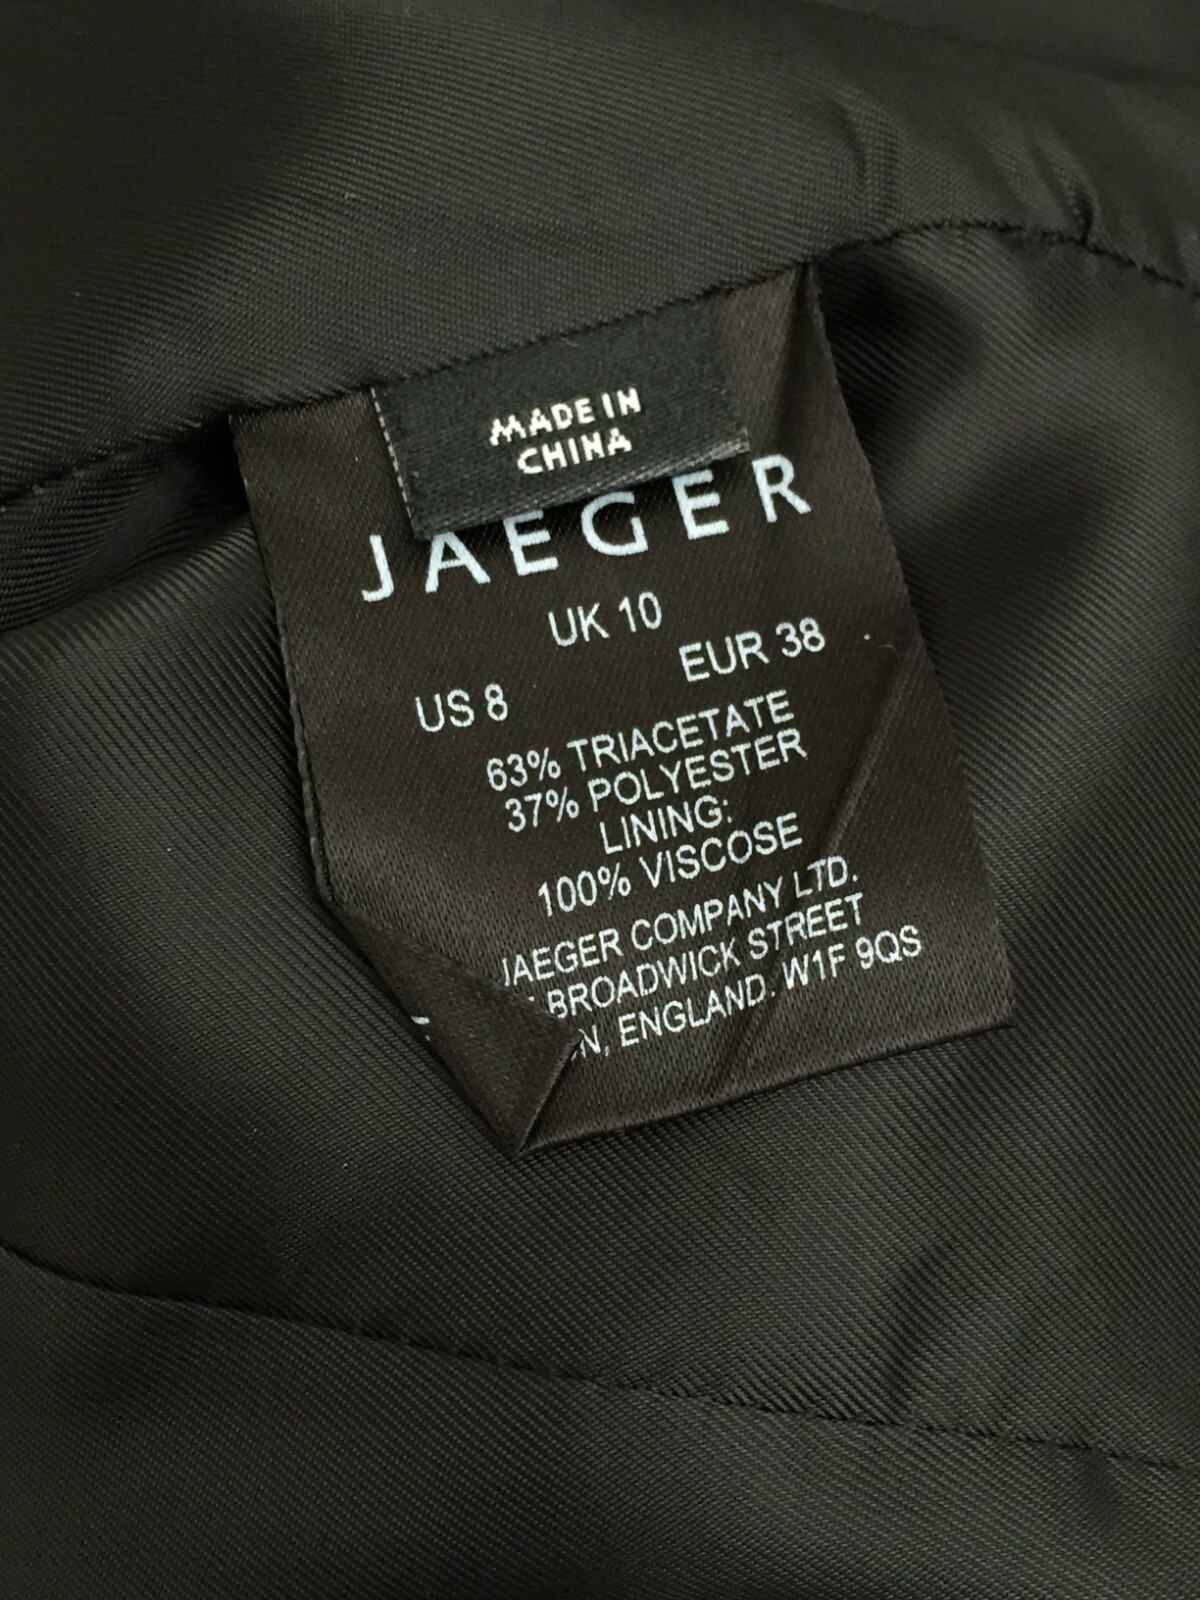 MADE IN
CHINA
JAEGER
UK 10
US 8 EUR 38
63% TRIACETATE
37% POLYESTER
LINING:
100% VISCOSE
JAEGER COMPANY LTD.
BROADWICK STREET
ENGLAND. W1F 9QS